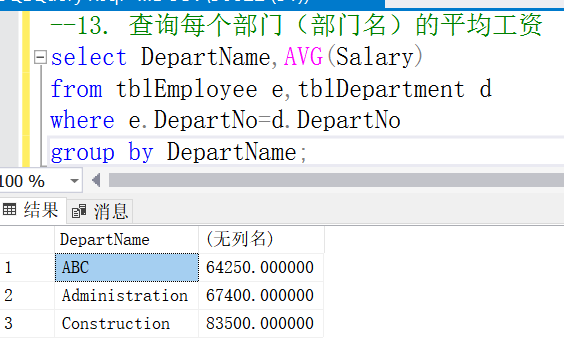 --13. 查询每个部门（部门名）的平均工资
select DepartName,AVG(Salary)
from tblEmployee e,tblDepartment d
where e.DepartNo=d.DepartNo
group by DepartName;
100 %
结果 消息
DepartName (无列名)
1 ABC 64250.000000
2 Administration 67400.000000
3 Construction 83500.000000